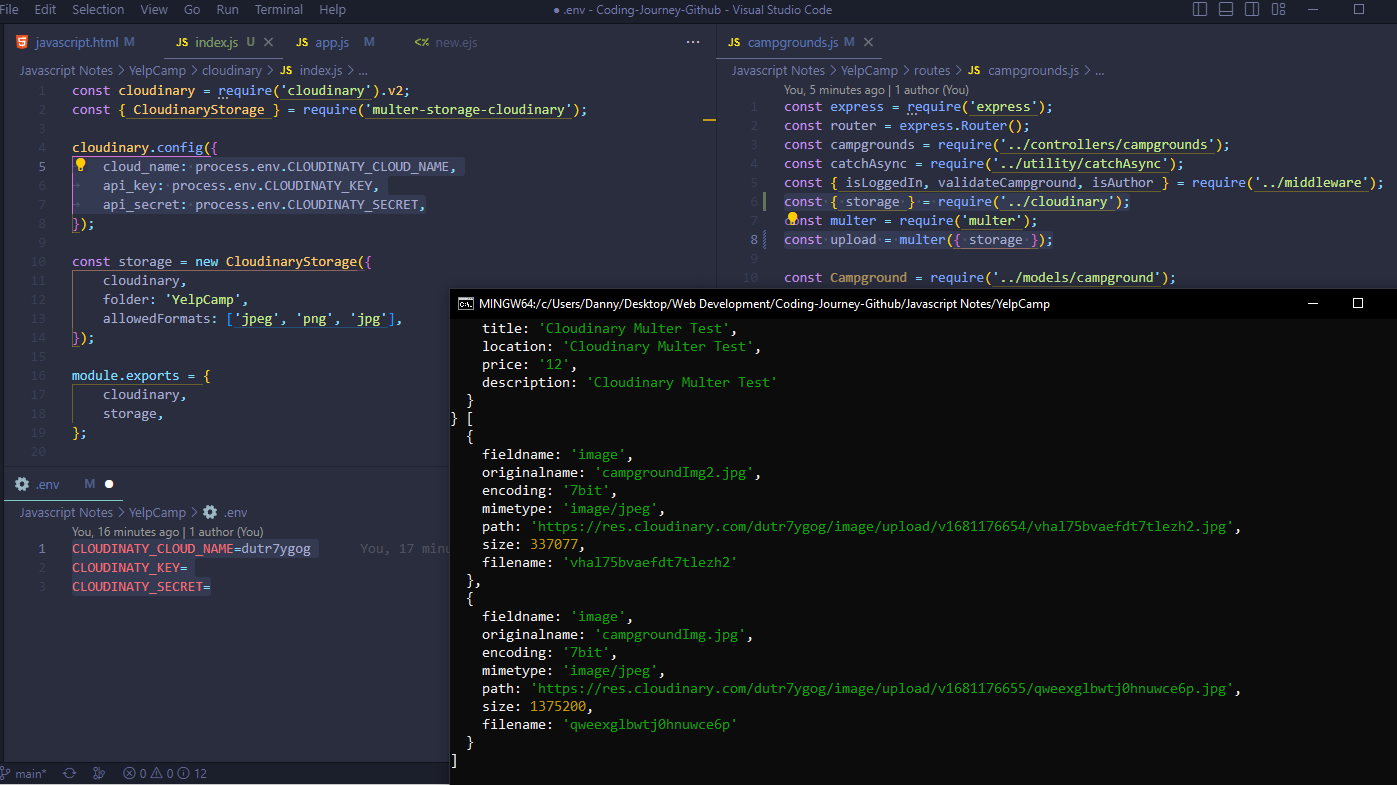 File Edit Selection View Go Run Terminal Help
● .env - Coding-Journey-Github - Visual Studio Code
javascript.html M
JS index.js U
JS app.js M
<% new.ejs
Javascript Notes > YelpCamp > cloudinary > JS index.js > ...
1 const cloudinary = require('cloudinary').v2;
2 const { CloudinaryStorage } = require('multer-storage-cloudinary');
3
4 cloudinary.config({
5 cloud_name: process.env.CLOUDINATY_CLOUD_NAME,
6 api_key: process.env.CLOUDINATY_KEY,
7 api_secret: process.env.CLOUDINATY_SECRET,
8 });
9
10 const storage = new CloudinaryStorage({
11 cloudinary,
12 folder: 'YelpCamp',
13 allowedFormats: ['jpeg', 'png', 'jpg'],
14 });
15
16 module.exports = {
17 cloudinary,
18 storage,
19 };
20
JS campgrounds.js M
Javascript Notes > YelpCamp > routes > JS campgrounds.js > ...
You, 5 minutes ago | 1 author (You)
1 const express = require('express');
2 const router = express.Router();
3 const campgrounds = require('../controllers/campgrounds');
4 const catchAsync = require('../utility/catchAsync');
5 const { isLoggedIn, validateCampground, isAuthor } = require('../middleware');
6 const { storage } = require('../cloudinary');
7 const multer = require('multer');
8 const upload = multer({ storage });
9
10 const Campground = require('../models/campground');
.env M
Javascript Notes > YelpCamp > .env
You, 16 minutes ago | 1 author (You)
1 CLOUDINATY_CLOUD_NAME=dutr7ygog You, 17 minu
2 CLOUDINATY_KEY=
3 CLOUDINATY_SECRET=
main* 0 0 12
MINGW64:/c/Users/Danny/Desktop/Web Development/Coding-Journey-Github/Javascript Notes/YelpCamp
title: 'Cloudinary Multer Test',
location: 'Cloudinary Multer Test',
price: '12',
description: 'Cloudinary Multer Test'
}
} [
{
fieldname: 'image',
originalname: 'campgroundImg2.jpg',
encoding: '7bit',
mimetype: 'image/jpeg',
path: 'https://res.cloudinary.com/dutr7ygog/image/upload/v1681176654/vhal75bvaefdt7tlezh2.jpg',
size: 337077,
filename: 'vhal75bvaefdt7tlezh2'
},
{
fieldname: 'image',
originalname: 'campgroundImg.jpg',
encoding: '7bit',
mimetype: 'image/jpeg',
path: 'https://res.cloudinary.com/dutr7ygog/image/upload/v1681176655/qweexglbwtj0hnuwce6p.jpg',
size: 1375200,
filename: 'qweexglbwtj0hnuwce6p'
}
]